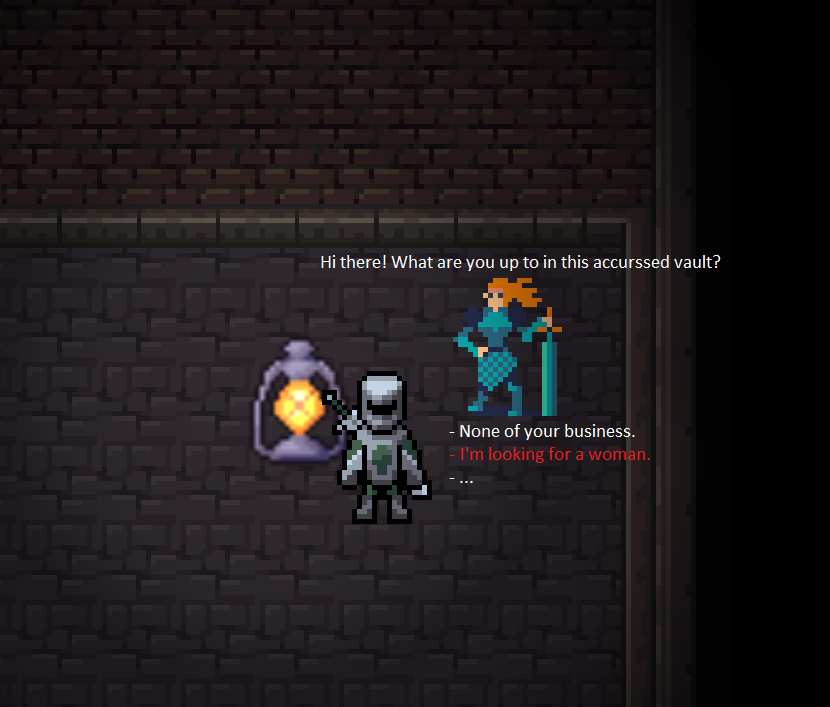 Hi there! What are you up to in this accurssed vault?
- None of your business.
- I'm looking for a woman.
- ...